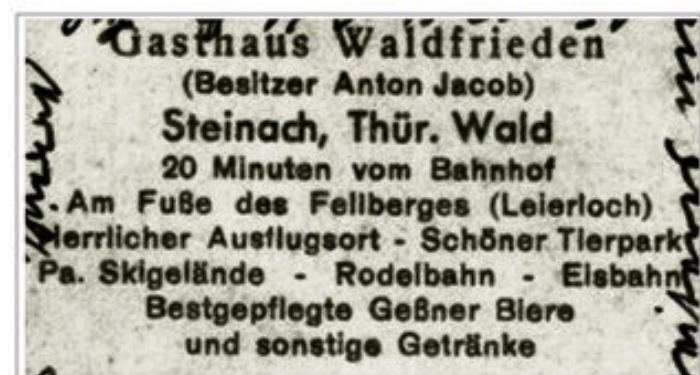 Gasthaus Waldfrieden
(Besitzer Anton Jacob)
Steinach, Thür. Wald
20 Minuten vom Bahnhof
Am Fuße des Fellberges (Leierloch)
Herrlicher Ausflugsort - Schöner Tierpark
Pa. Skigelände - Rodelbahn - Eisbahn
Bestgepflegte Geßner Biere
und sonstige Getränke